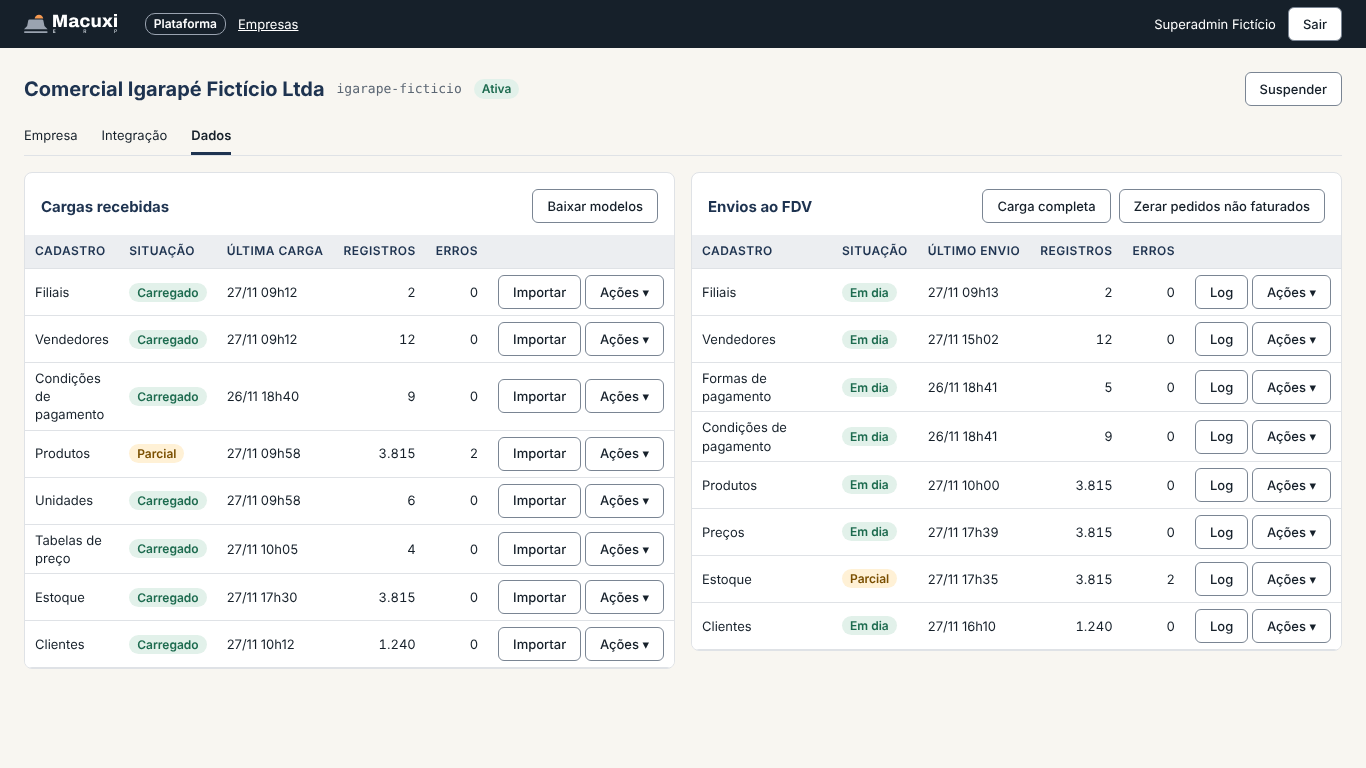 Macuxi
E R P
Plataforma
Empresas
Superadmin Fictício
Sair
Comercial Igarapé Fictício Ltda
igarape-ficticio
Ativa
Suspender
Empresa
Integração
Dados
Cargas recebidas
Baixar modelos
CADASTRO SITUAÇÃO ÚLTIMA CARGA REGISTROS ERROS
Filiais Carregado 27/11 09h12 2 0 Importar Ações ▾
Vendedores Carregado 27/11 09h12 12 0 Importar Ações ▾
Condições
de
pagamento
Carregado 26/11 18h40 9 0 Importar Ações ▾
Produtos Parcial 27/11 09h58 3.815 2 Importar Ações ▾
Unidades Carregado 27/11 09h58 6 0 Importar Ações ▾
Tabelas de
preço
Carregado 27/11 10h05 4 0 Importar Ações ▾
Estoque Carregado 27/11 17h30 3.815 0 Importar Ações ▾
Clientes Carregado 27/11 10h12 1.240 0 Importar Ações ▾
Envios ao FDV
Carga completa
Zerar pedidos não faturados
CADASTRO SITUAÇÃO ÚLTIMO ENVIO REGISTROS ERROS
Filiais Em dia 27/11 09h13 2 0 Log Ações ▾
Vendedores Em dia 27/11 15h02 12 0 Log Ações ▾
Formas de
pagamento
Em dia 26/11 18h41 5 0 Log Ações ▾
Condições de
pagamento
Em dia 26/11 18h41 9 0 Log Ações ▾
Produtos Em dia 27/11 10h00 3.815 0 Log Ações ▾
Preços Em dia 27/11 17h39 3.815 0 Log Ações ▾
Estoque Parcial 27/11 17h35 3.815 2 Log Ações ▾
Clientes Em dia 27/11 16h10 1.240 0 Log Ações ▾